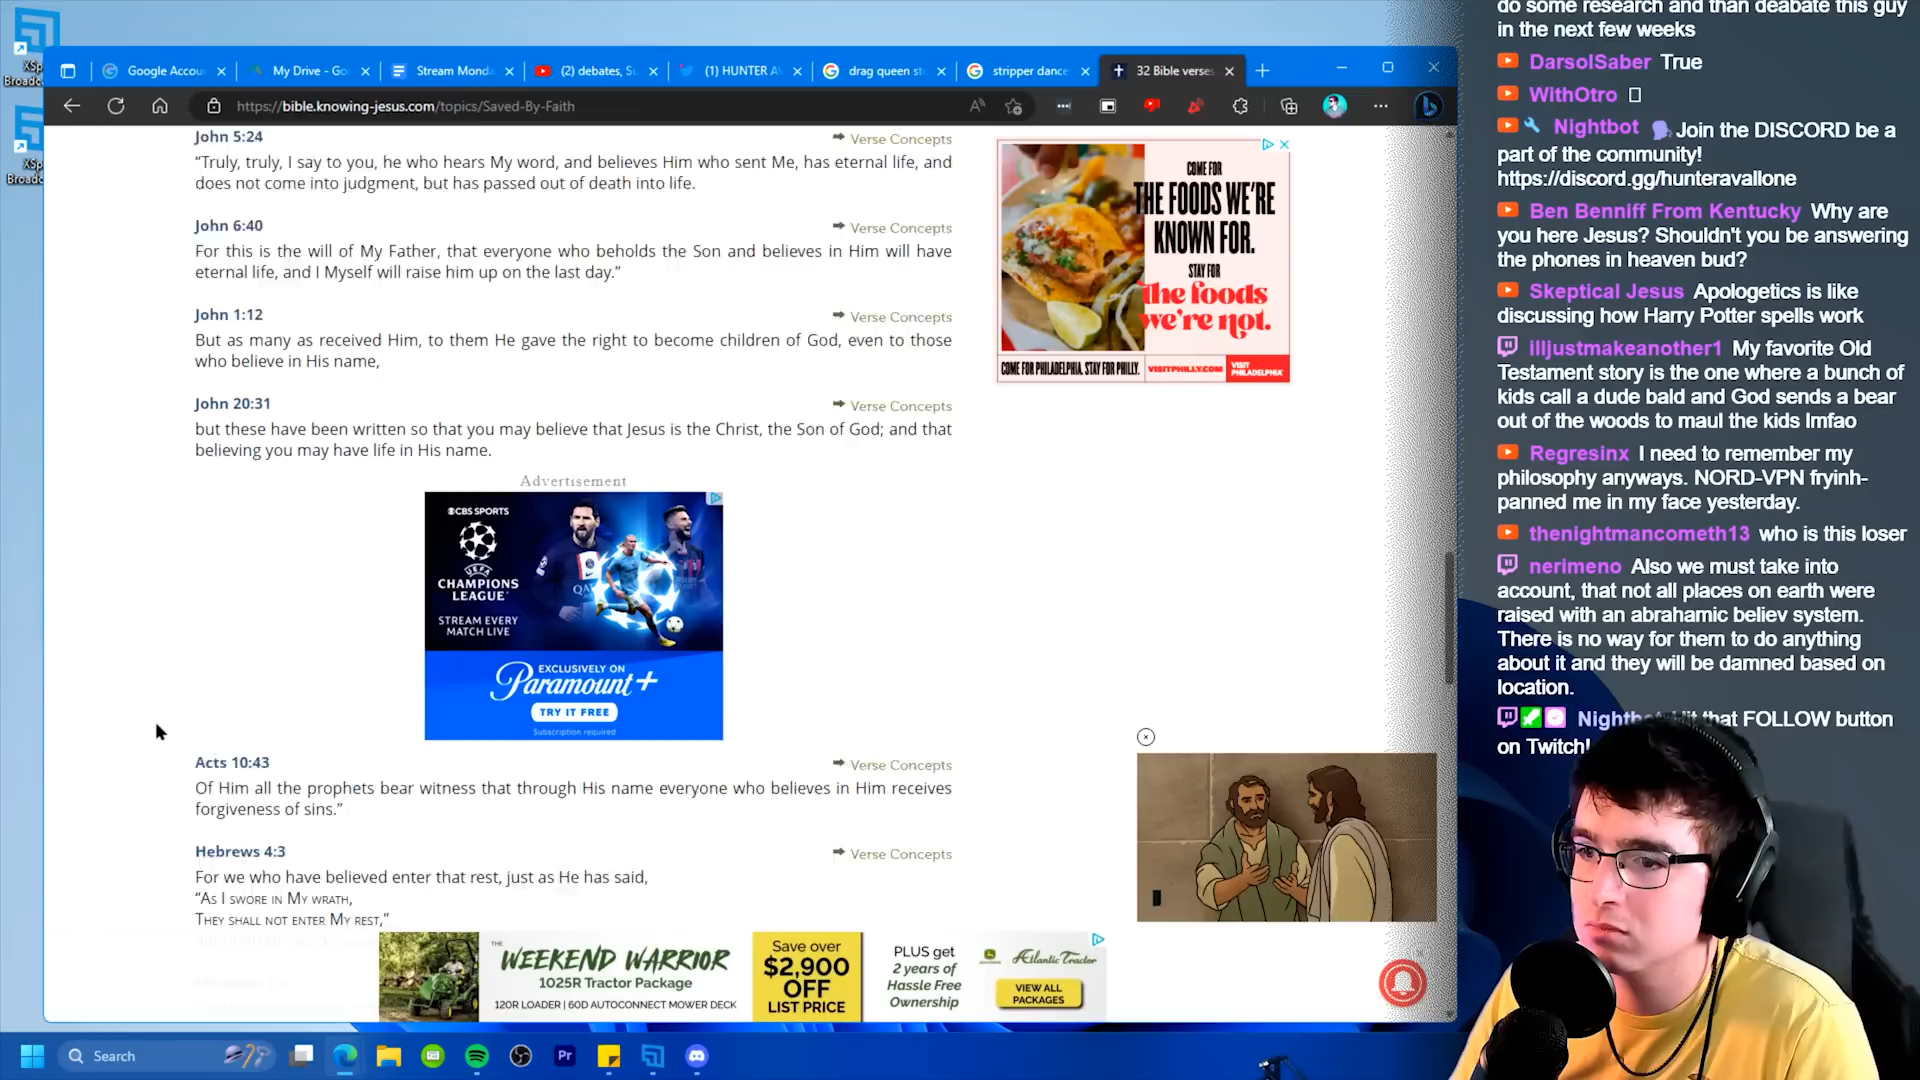 XSp
Broadc
XSp
Broadc
Google Accou
My Drive - Go
Stream Monda
(2) debates, Su
(1) HUNTER A
drag queen st
stripper dance
32 Bible verses
https://bible.knowing-jesus.com/topics/Saved-By-Faith
John 5:24
Verse Concepts
“Truly, truly, I say to you, he who hears My word, and believes Him who sent Me, has eternal life, and
does not come into judgment, but has passed out of death into life.
John 6:40
Verse Concepts
For this is the will of My Father, that everyone who beholds the Son and believes in Him will have
eternal life, and I Myself will raise him up on the last day.”
John 1:12
Verse Concepts
But as many as received Him, to them He gave the right to become children of God, even to those
who believe in His name,
John 20:31
Verse Concepts
but these have been written so that you may believe that Jesus is the Christ, the Son of God; and that
believing you may have life in His name.
Advertisement
CBS SPORTS
UEFA
CHAMPIONS
LEAGUE
STREAM EVERY
MATCH LIVE
QA
EXCLUSIVELY ON
Paramount+
TRY IT FREE
Subscription required
Acts 10:43
Verse Concepts
Of Him all the prophets bear witness that through His name everyone who believes in Him receives
forgiveness of sins.”
Hebrews 4:3
Verse Concepts
For we who have believed enter that rest, just as He has said,
“As I swore in My wrath,
They shall not enter My rest,”
COME FOR
THE FOODS WE'RE
KNOWN FOR.
STAY FOR
the foods
we're not.
COME FOR PHILADELPHIA. STAY FOR PHILLY.
VISITPHILLY.COM
VISIT
PHILADELPHIA
THE
WEEKEND WARRIOR
1025R Tractor Package
120R LOADER | 60D AUTOCONNECT MOWER DECK
Save over
$2,900
OFF
LIST PRICE
PLUS get
2 years of
Hassle Free
Ownership
Atlantic Tractor
VIEW ALL
PACKAGES
Search
Pr
do some research and than deabate this guy
in the next few weeks
DarsolSaber True
WithOtro
Nightbot Join the DISCORD be a
part of the community!
https://discord.gg/hunteravallone
Ben Benniff From Kentucky Why are
you here Jesus? Shouldn't you be answering
the phones in heaven bud?
Skeptical Jesus Apologetics is like
discussing how Harry Potter spells work
illjustmakeanother1 My favorite Old
Testament story is the one where a bunch of
kids call a dude bald and God sends a bear
out of the woods to maul the kids lmfao
Regresinx I need to remember my
philosophy anyways. NORD-VPN fryinh-
panned me in my face yesterday.
thenightmancometh13 who is this loser
nerimeno Also we must take into
account, that not all places on earth were
raised with an abrahamic believ system.
There is no way for them to do anything
about it and they will be damned based on
location.
that FOLLOW button
on Twitch!